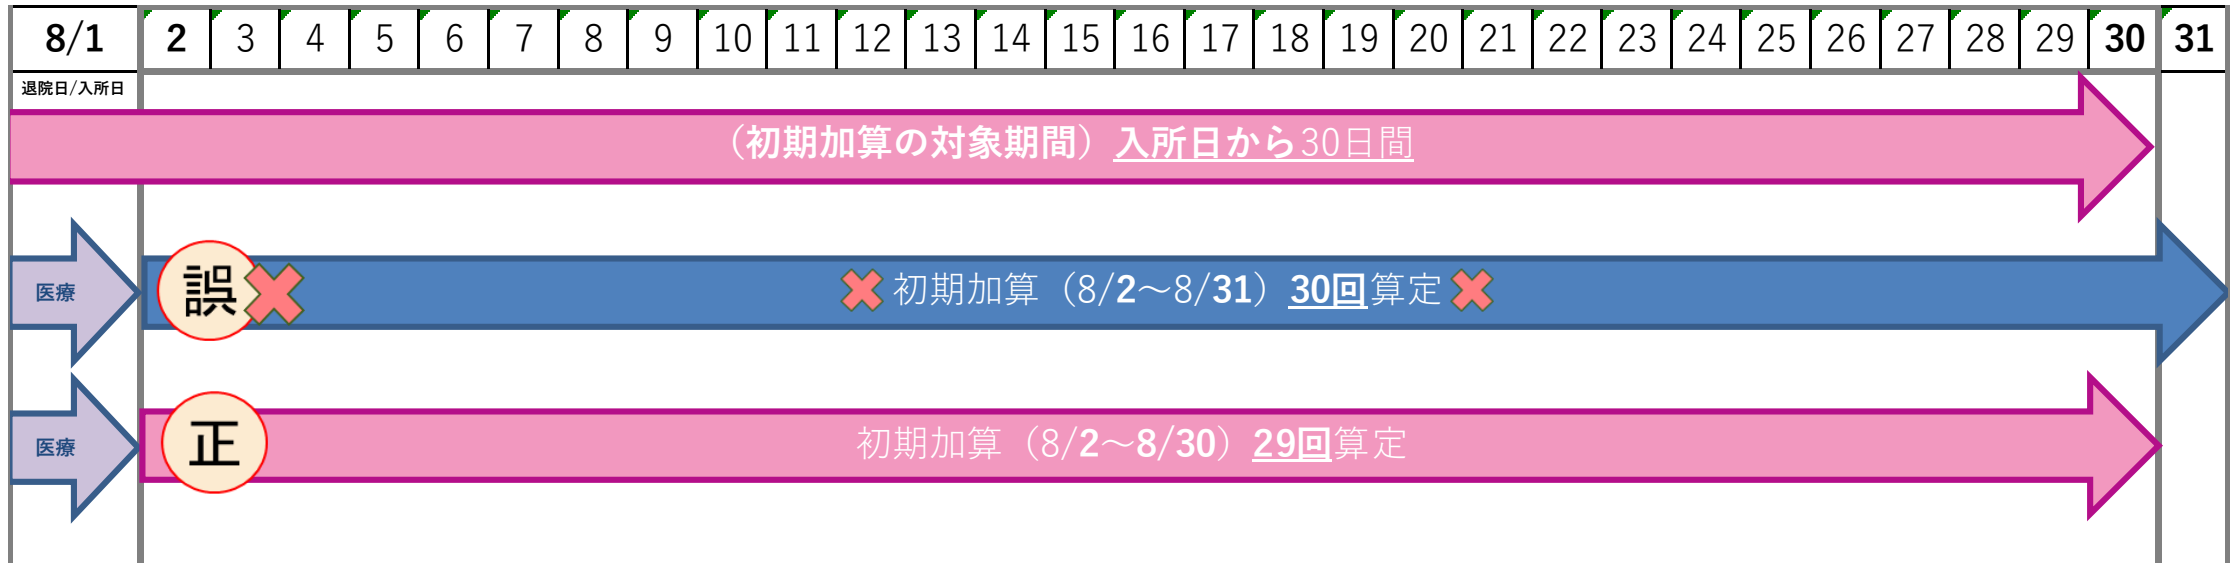 8/1 2 3 4 5 6 7 8 9 10 11 12 13 14 15 16 17 18 19 20 21 22 23 24 25 26 27 28 29 30 31
退院日/入所日
（初期加算の対象期間）入所日から30日間
医療 誤 初期加算（8/2～8/31）30回算定
医療 正 初期加算（8/2～8/30）29回算定